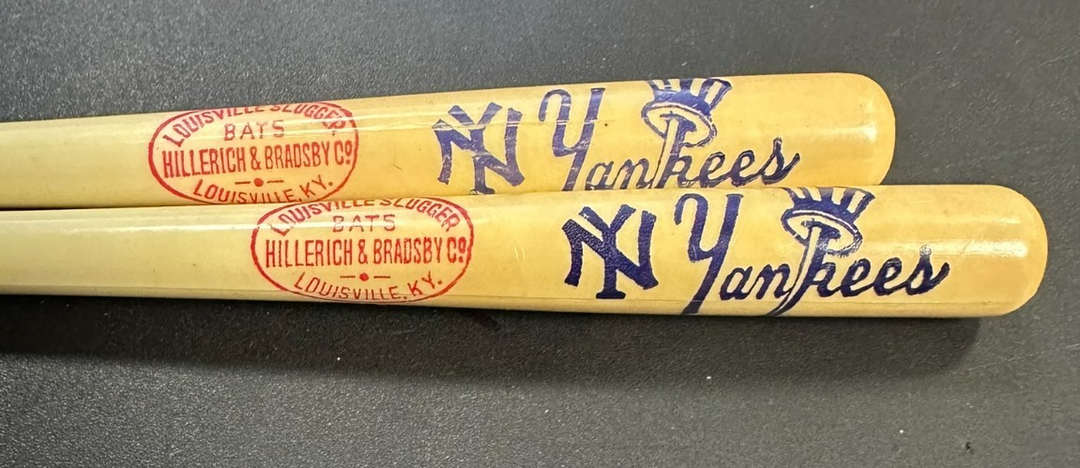 LOUISVILLE SLUGGER
BATS
HILLERICH & BRADSBY Cº
LOUISVILLE, KY.
NY Yankees
LOUISVILLE SLUGGER
BATS
HILLERICH & BRADSBY Cº
LOUISVILLE, KY.
NY Yankees